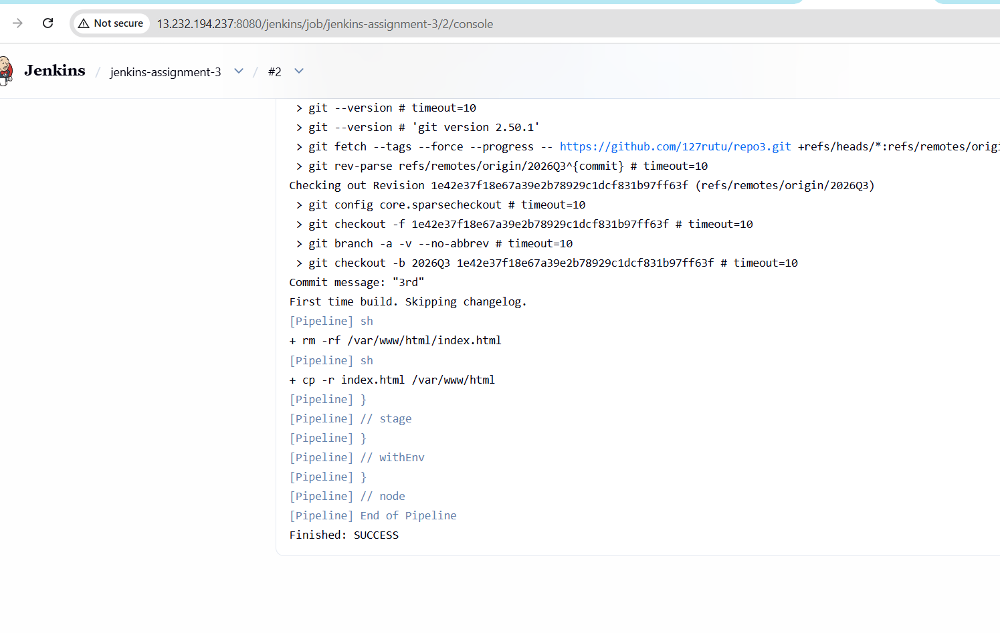 Not secure 13.232.194.237:8080/jenkins/job/jenkins-assignment-3/2/console
Jenkins / jenkins-assignment-3 / #2
> git --version # timeout=10
> git --version # 'git version 2.50.1'
> git fetch --tags --force --progress -- https://github.com/127rutu/repo3.git +refs/heads/*:refs/remotes/origi
> git rev-parse refs/remotes/origin/2026Q3^{commit} # timeout=10
Checking out Revision 1e42e37f18e67a39e2b78929c1dcf831b97ff63f (refs/remotes/origin/2026Q3)
> git config core.sparsecheckout # timeout=10
> git checkout -f 1e42e37f18e67a39e2b78929c1dcf831b97ff63f # timeout=10
> git branch -a -v --no-abbrev # timeout=10
> git checkout -b 2026Q3 1e42e37f18e67a39e2b78929c1dcf831b97ff63f # timeout=10
Commit message: "3rd"
First time build. Skipping changelog.
[Pipeline] sh
+ rm -rf /var/www/html/index.html
[Pipeline] sh
+ cp -r index.html /var/www/html
[Pipeline] }
[Pipeline] // stage
[Pipeline] }
[Pipeline] // withEnv
[Pipeline] }
[Pipeline] // node
[Pipeline] End of Pipeline
Finished: SUCCESS